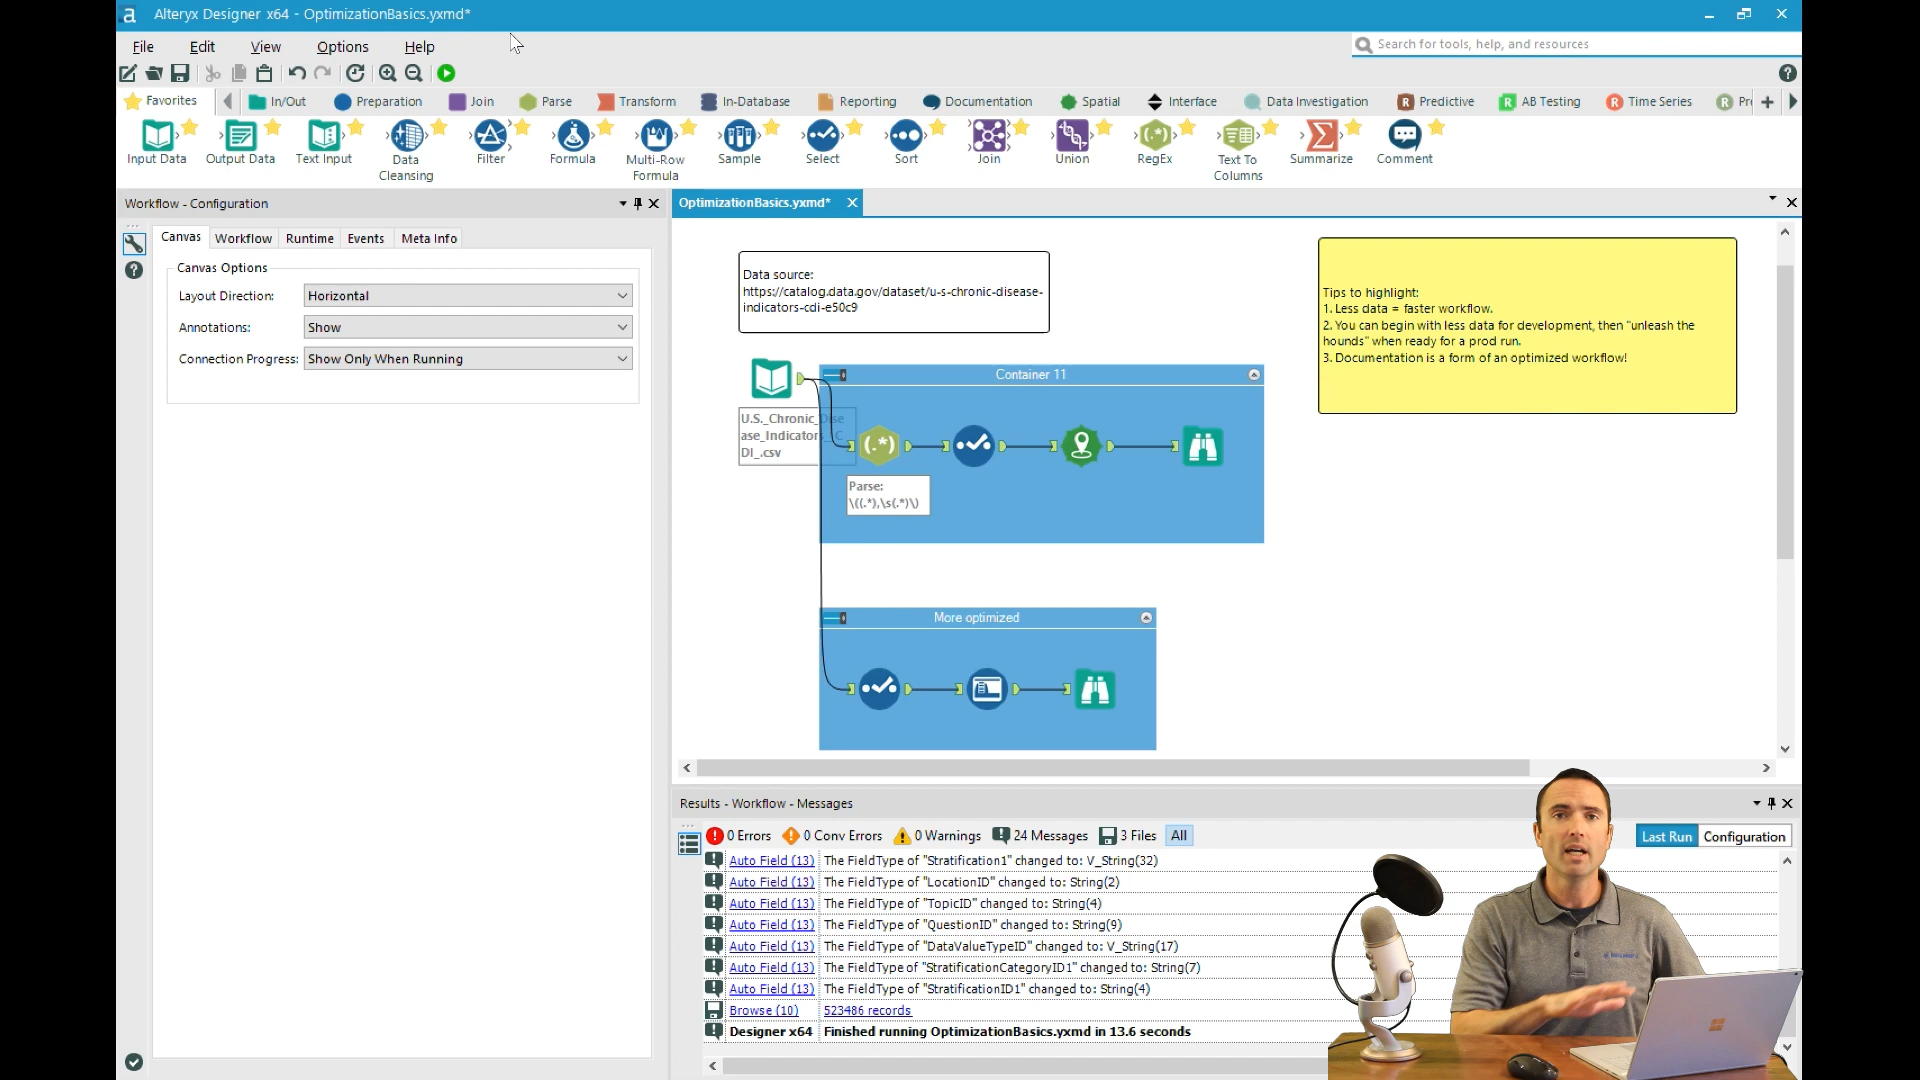 a Alteryx Designer x64 - OptimizationBasics.yxmd*
File Edit View Options Help
Search for tools, help, and resources
Favorites In/Out Preparation Join Parse Transform In-Database Reporting Documentation Spatial Interface Data Investigation Predictive AB Testing Time Series
Input Data Output Data Text Input Data Cleansing Filter Formula Multi-Row Formula Sample Select Sort Join Union RegEx Text To Columns Summarize Comment
Workflow - Configuration
OptimizationBasics.yxmd*
Canvas Workflow Runtime Events Meta Info
Canvas Options
Layout Direction: Horizontal
Annotations: Show
Connection Progress: Show Only When Running
Data source:
https://catalog.data.gov/dataset/u-s-chronic-disease-
indicators-cdi-e50c9
Tips to highlight:
1. Less data = faster workflow.
2. You can begin with less data for development, then "unleash the
hounds" when ready for a prod run.
3. Documentation is a form of an optimized workflow!
Container 11
U.S._Chronic_Dise
ase_Indicators__C
DI_.csv
(.*)
Parse:
\((.*),\s(.*)\)
More optimized
Results - Workflow - Messages
0 Errors 0 Conv Errors 0 Warnings 24 Messages 3 Files All
Last Run Configuration
Auto Field (13) The FieldType of "Stratification1" changed to: V_String(32)
Auto Field (13) The FieldType of "LocationID" changed to: String(2)
Auto Field (13) The FieldType of "TopicID" changed to: String(4)
Auto Field (13) The FieldType of "QuestionID" changed to: String(9)
Auto Field (13) The FieldType of "DataValueTypeID" changed to: V_String(17)
Auto Field (13) The FieldType of "StratificationCategoryID1" changed to: String(7)
Auto Field (13) The FieldType of "StratificationID1" changed to: String(4)
Browse (10) 523486 records
Designer x64 Finished running OptimizationBasics.yxmd in 13.6 seconds